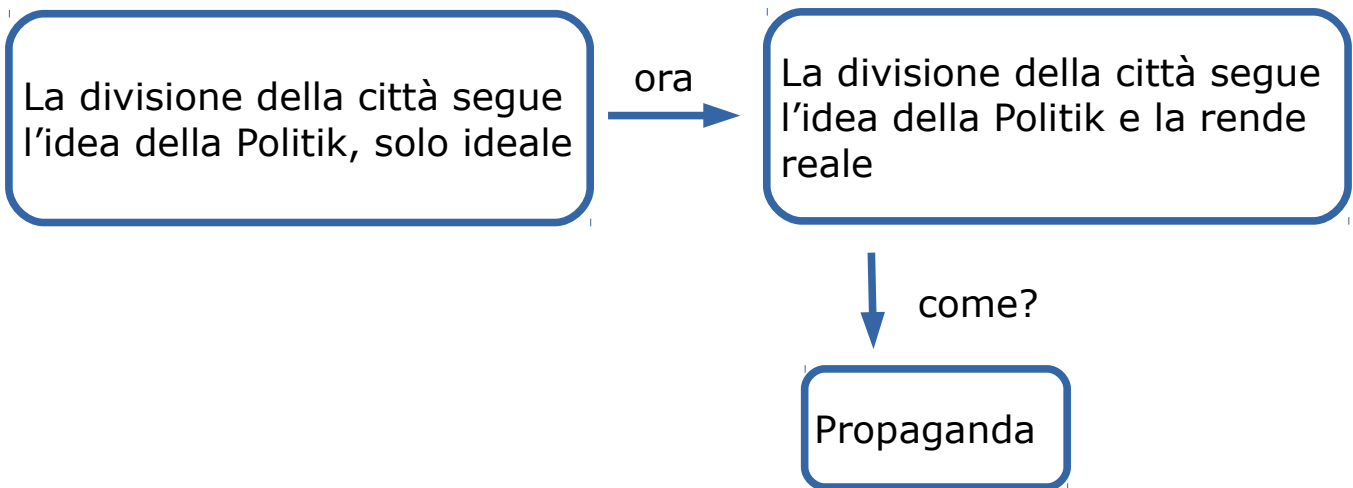 La divisione della città segue
l’idea della Politik, solo ideale
ora
La divisione della città segue
l’idea della Politik e la rende
reale
come?
Propaganda